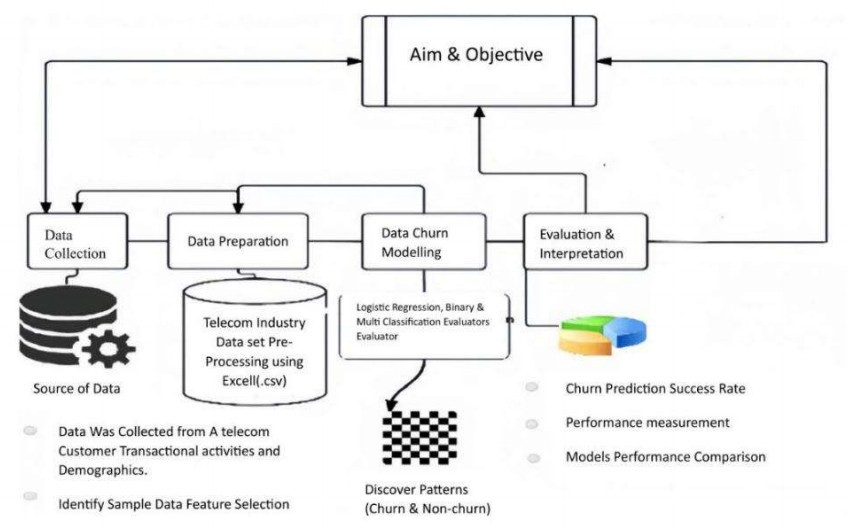 Aim & Objective
Data
Collection
Data Preparation
Data Churn
Modelling
Evaluation &
Interpretation
Telecom Industry
Data set Pre-
Processing using
Excell(.csv)
Logistic Regression, Binary &
Multi Classification Evaluators
Evaluator
Source of Data
Data Was Collected from A telecom
Customer Transactional activities and
Demographics.
Identify Sample Data Feature Selection
Discover Patterns
(Churn & Non-churn)
Churn Prediction Success Rate
Performance measurement
Models Performance Comparison